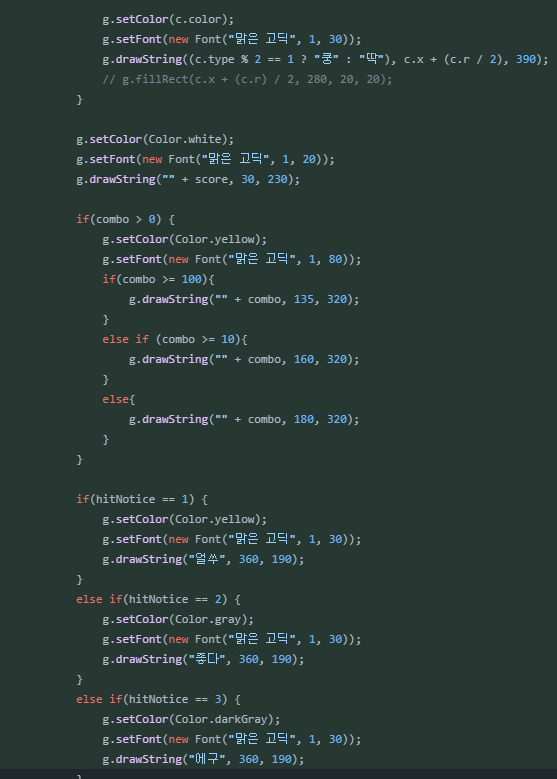 g.setColor(c.color);
g.setFont(new Font("맑은 고딕", 1, 30));
g.drawString((c.type % 2 == 1 ? "쿵" : "딱"), c.x + (c.r / 2), 390);
// g.fillRect(c.x + (c.r) / 2, 280, 20, 20);
}
g.setColor(Color.white);
g.setFont(new Font("맑은 고딕", 1, 20));
g.drawString("" + score, 30, 230);
if(combo > 0) {
g.setColor(Color.yellow);
g.setFont(new Font("맑은 고딕", 1, 80));
if(combo >= 100){
g.drawString("" + combo, 135, 320);
}
else if (combo >= 10){
g.drawString("" + combo, 160, 320);
}
else{
g.drawString("" + combo, 180, 320);
}
}
if(hitNotice == 1) {
g.setColor(Color.yellow);
g.setFont(new Font("맑은 고딕", 1, 30));
g.drawString("얼쑤", 360, 190);
}
else if(hitNotice == 2) {
g.setColor(Color.gray);
g.setFont(new Font("맑은 고딕", 1, 30));
g.drawString("좋다", 360, 190);
}
else if(hitNotice == 3) {
g.setColor(Color.darkGray);
g.setFont(new Font("맑은 고딕", 1, 30));
g.drawString("에구", 360, 190);
}